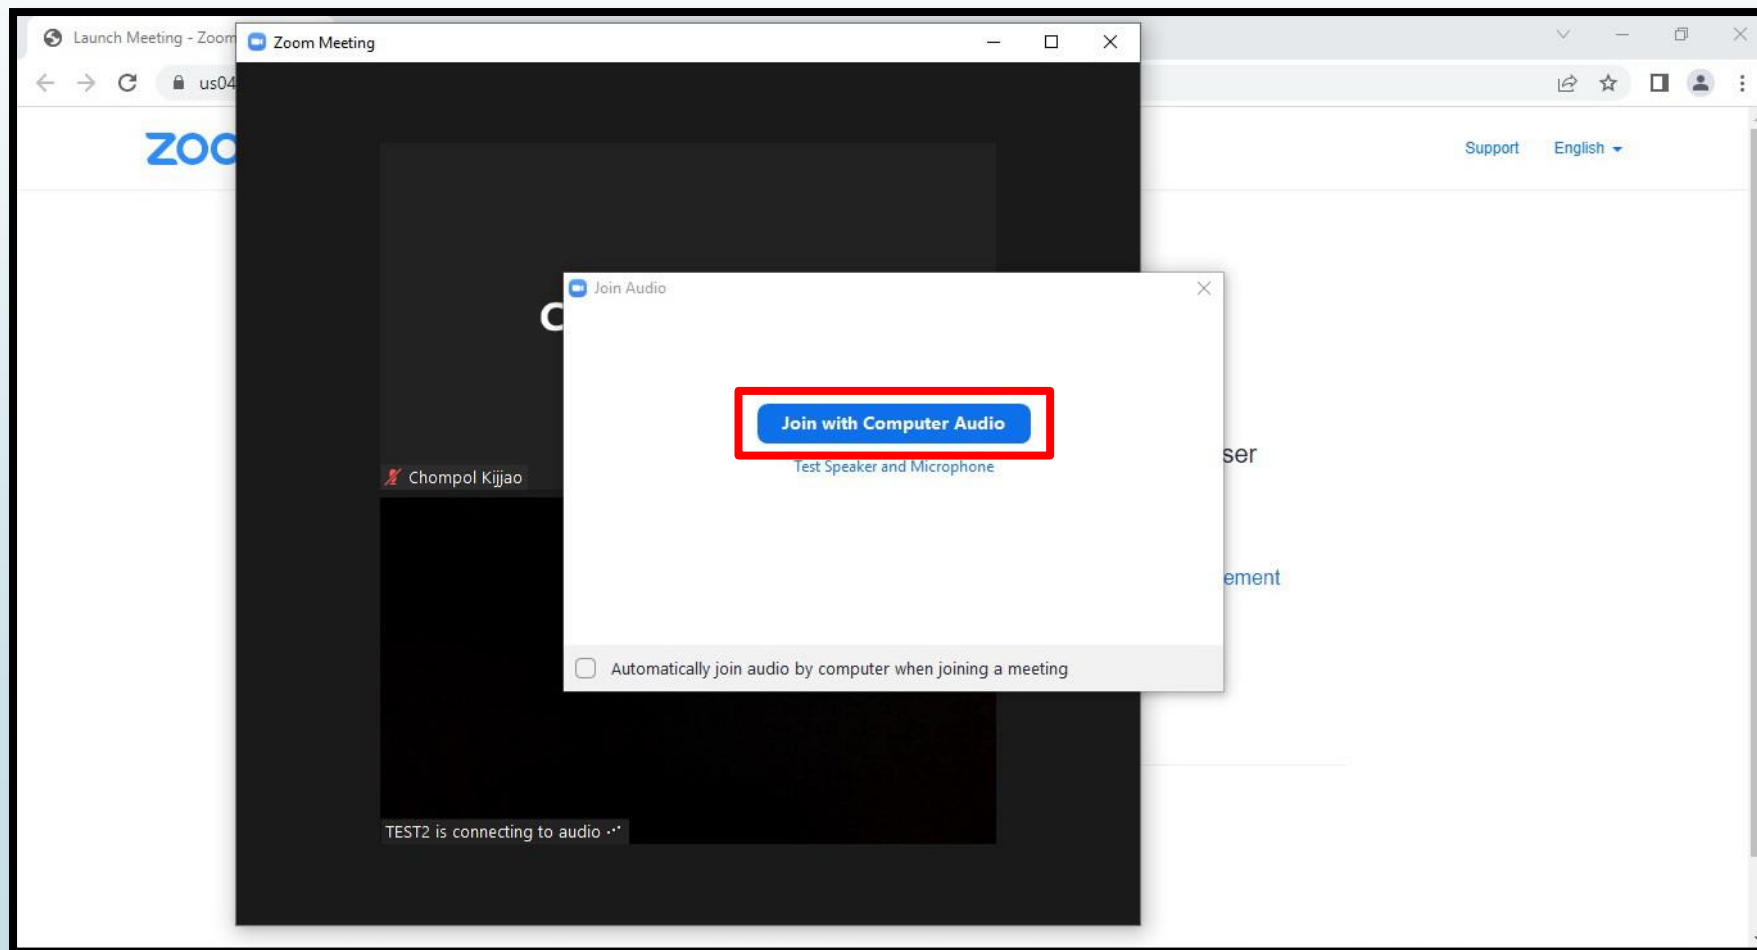 Launch Meeting - Zoom
Zoom Meeting
us04
ZOO
Support
English
C
Join Audio
Join with Computer Audio
Test Speaker and Microphone
ser
Chompol Kijjao
ement
Automatically join audio by computer when joining a meeting
TEST2 is connecting to audio